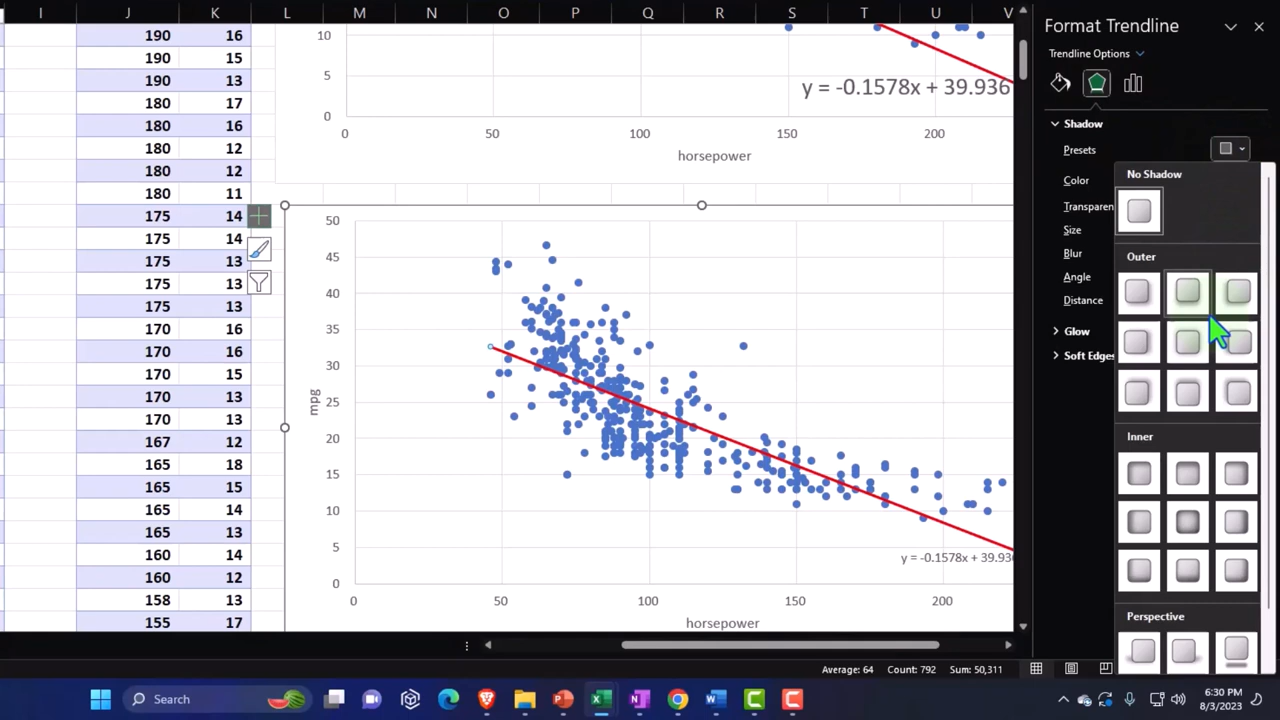 I J K L M N O P Q R S T U V
190 16
190 15
190 13
180 17
180 16
180 12
180 12
180 11
175 14
175 14
175 13
175 13
175 13
170 16
170 16
170 15
170 13
170 13
167 12
165 18
165 15
165 14
165 13
160 14
160 12
158 13
155 17
10
5
0
0 50 100 150 200
horsepower
y = -0.1578x + 39.936
50
45
40
35
30
25
20
15
10
5
0
mpg
y = -0.1578x + 39.93
0 50 100 150 200
horsepower
Format Trendline
Trendline Options
Shadow
Presets
Color
Transparen
Size
Blur
Angle
Distance
Glow
Soft Edges
No Shadow
Outer
Inner
Perspective
Average: 64 Count: 792 Sum: 50,311
Search
6:30 PM
8/3/2023